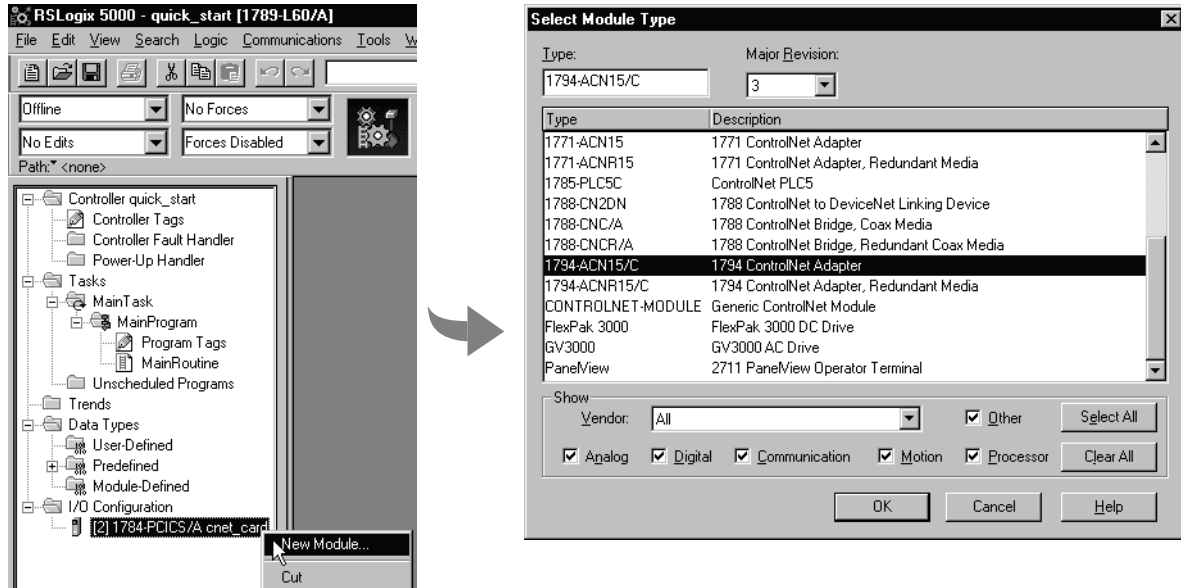 RSLogix 5000 - quick_start [1789-L60/A]
File Edit View Search Logic Communications Tools W
Offline No Forces
No Edits Forces Disabled
Path: <none>
Controller quick_start
Controller Tags
Controller Fault Handler
Power-Up Handler
Tasks
MainTask
MainProgram
Program Tags
MainRoutine
Unscheduled Programs
Trends
Data Types
User-Defined
Predefined
Module-Defined
I/O Configuration
[2] 1784-PCICS/A cnet_card
New Module...
Cut
Select Module Type
Type: Major Revision:
1794-ACN15/C 3
Type Description
1771-ACN15 1771 ControlNet Adapter
1771-ACNR15 1771 ControlNet Adapter, Redundant Media
1785-PLC5C ControlNet PLC5
1788-CN2DN 1788 ControlNet to DeviceNet Linking Device
1788-CNC/A 1788 ControlNet Bridge, Coax Media
1788-CNCR/A 1788 ControlNet Bridge, Redundant Coax Media
1794-ACN15/C 1794 ControlNet Adapter
1794-ACNR15/C 1794 ControlNet Adapter, Redundant Media
CONTROLNET-MODULE Generic ControlNet Module
FlexPak 3000 FlexPak 3000 DC Drive
GV3000 GV3000 AC Drive
PanelView 2711 PanelView Operator Terminal
Show
Vendor: All Other Select All
Analog Digital Communication Motion Processor Clear All
OK Cancel Help